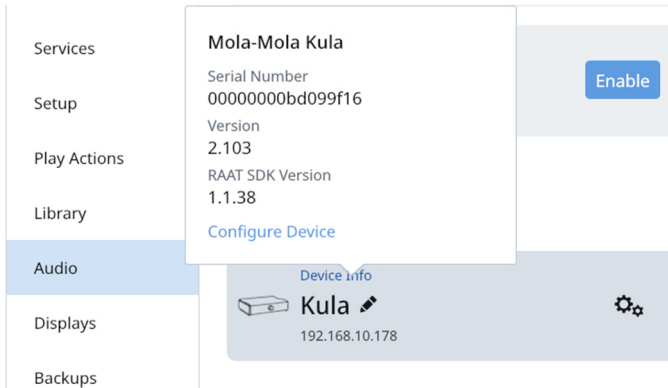 Services
Setup
Play Actions
Library
Audio
Displays
Backups
Mola-Mola Kula
Serial Number
00000000bd099f16
Version
2.103
RAAT SDK Version
1.1.38
Configure Device
Enable
Device Info
Kula
192.168.10.178